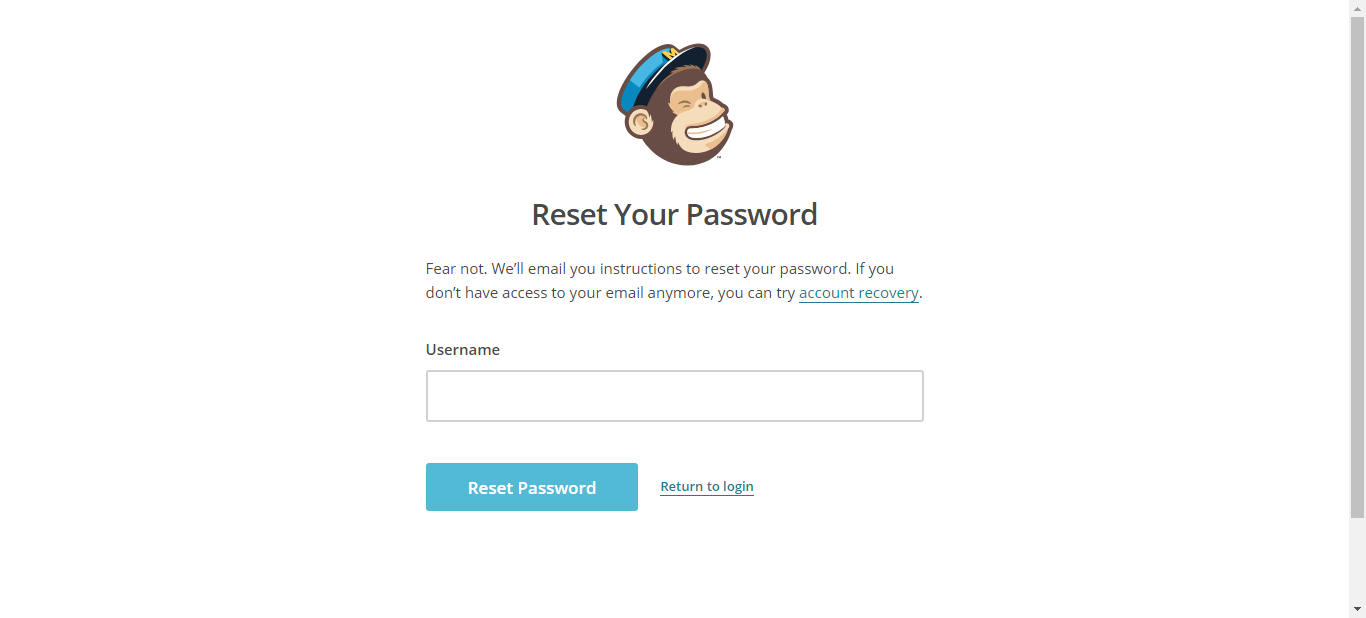 Reset Your Password
Fear not. We’ll email you instructions to reset your password. If you
don’t have access to your email anymore, you can try account recovery.
Username
Reset Password
Return to login